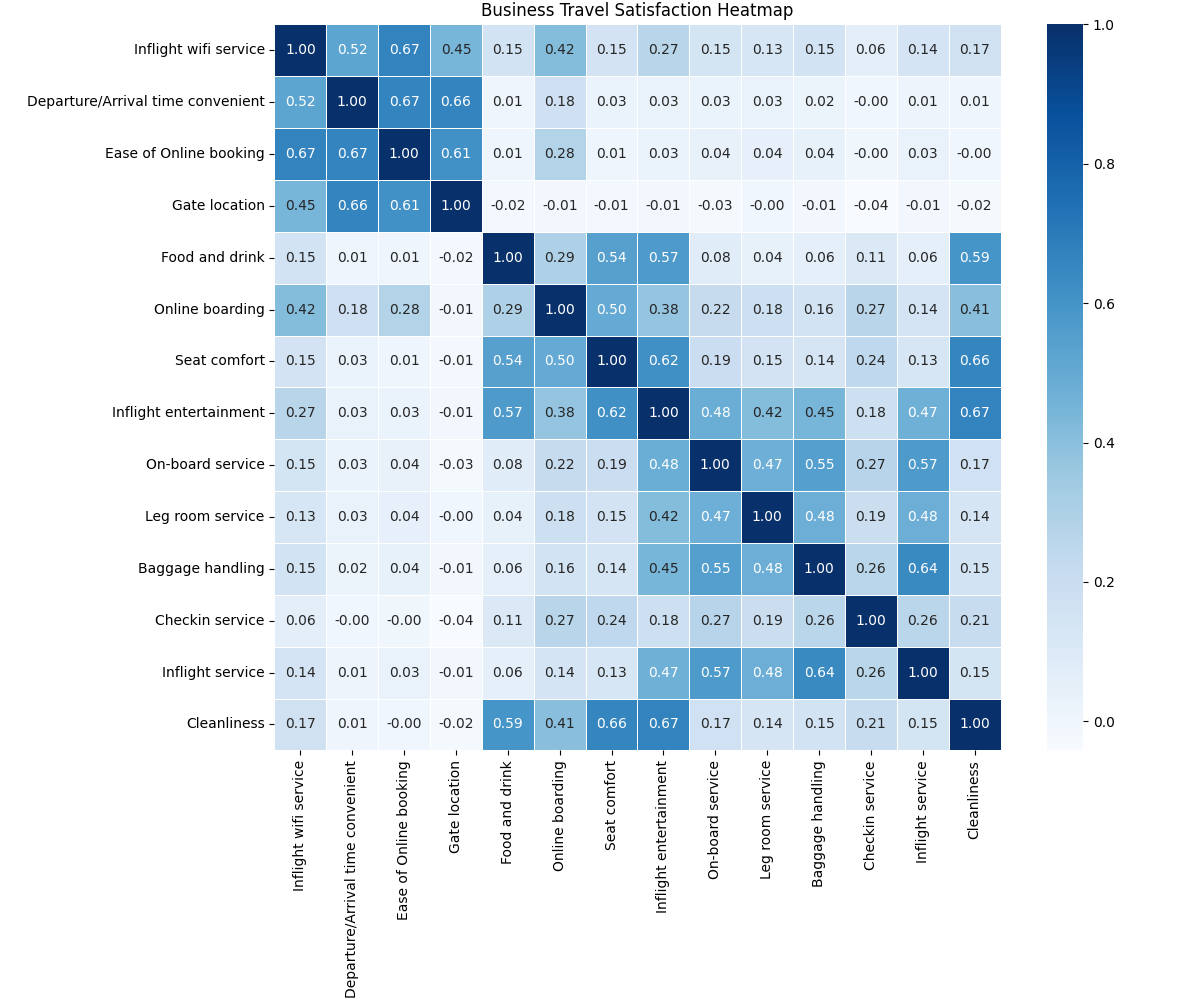 Business Travel Satisfaction Heatmap
Inflight wifi service 1.00 0.52 0.67 0.45 0.15 0.42 0.15 0.27 0.15 0.13 0.15 0.06 0.14 0.17
Departure/Arrival time convenient 0.52 1.00 0.67 0.66 0.01 0.18 0.03 0.03 0.03 0.03 0.02 -0.00 0.01 0.01
Ease of Online booking 0.67 0.67 1.00 0.61 0.01 0.28 0.01 0.03 0.04 0.04 0.04 -0.00 0.03 -0.00
Gate location 0.45 0.66 0.61 1.00 -0.02 -0.01 -0.01 -0.01 -0.03 -0.00 -0.01 -0.04 -0.01 -0.02
Food and drink 0.15 0.01 0.01 -0.02 1.00 0.29 0.54 0.57 0.08 0.04 0.06 0.11 0.06 0.59
Online boarding 0.42 0.18 0.28 -0.01 0.29 1.00 0.50 0.38 0.22 0.18 0.16 0.27 0.14 0.41
Seat comfort 0.15 0.03 0.01 -0.01 0.54 0.50 1.00 0.62 0.19 0.15 0.14 0.24 0.13 0.66
Inflight entertainment 0.27 0.03 0.03 -0.01 0.57 0.38 0.62 1.00 0.48 0.42 0.45 0.18 0.47 0.67
On-board service 0.15 0.03 0.04 -0.03 0.08 0.22 0.19 0.48 1.00 0.47 0.55 0.27 0.57 0.17
Leg room service 0.13 0.03 0.04 -0.00 0.04 0.18 0.15 0.42 0.47 1.00 0.48 0.19 0.48 0.14
Baggage handling 0.15 0.02 0.04 -0.01 0.06 0.16 0.14 0.45 0.55 0.48 1.00 0.26 0.64 0.15
Checkin service 0.06 -0.00 -0.00 -0.04 0.11 0.27 0.24 0.18 0.27 0.19 0.26 1.00 0.26 0.21
Inflight service 0.14 0.01 0.03 -0.01 0.06 0.14 0.13 0.47 0.57 0.48 0.64 0.26 1.00 0.15
Cleanliness 0.17 0.01 -0.00 -0.02 0.59 0.41 0.66 0.67 0.17 0.14 0.15 0.21 0.15 1.00
Inflight wifi service
Departure/Arrival time convenient
Ease of Online booking
Gate location
Food and drink
Online boarding
Seat comfort
Inflight entertainment
On-board service
Leg room service
Baggage handling
Checkin service
Inflight service
Cleanliness
1.0
0.8
0.6
0.4
0.2
0.0